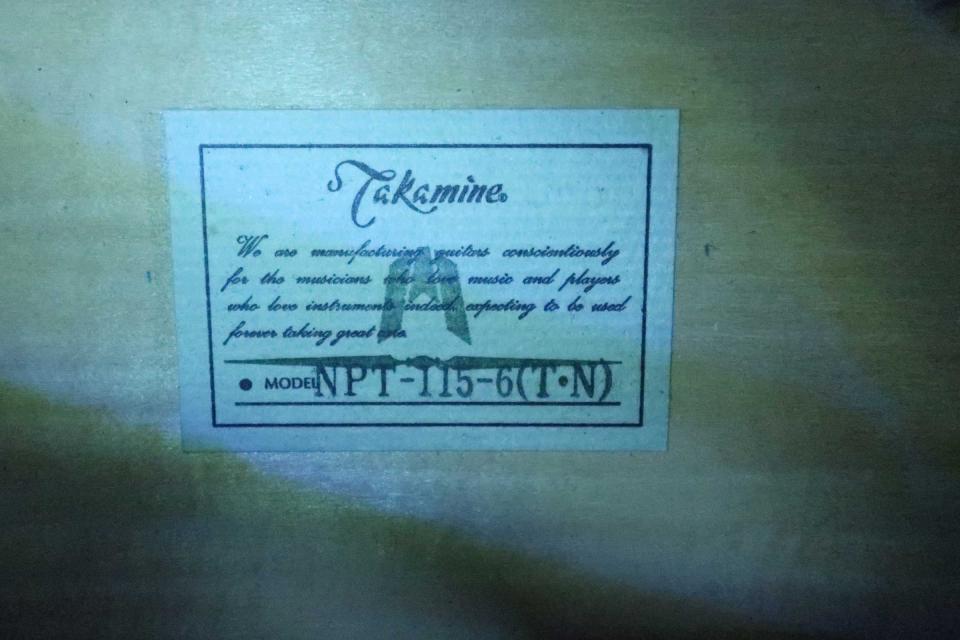 Takamine®
We are manufacturing guitars conscientiously
for the musicians who love music and players
who love instruments indeed, expecting to be used
forever taking great care.
● MODEL NPT-115-6(T·N)